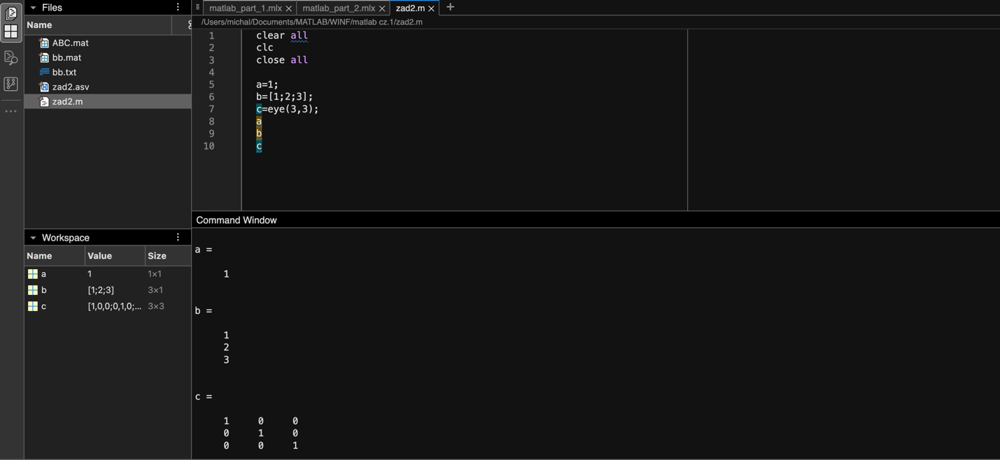 Files
Name
ABC.mat
bb.mat
bb.txt
zad2.asv
zad2.m
Workspace
Name Value Size
a 1 1×1
b [1;2;3] 3×1
c [1,0,0;0,1,0;... 3×3
matlab_part_1.mlx matlab_part_2.mlx zad2.m
/Users/michal/Documents/MATLAB/WINF/matlab cz.1/zad2.m
1 clear all
2 clc
3 close all
4
5 a=1;
6 b=[1;2;3];
7 c=eye(3,3);
8 a
9 b
10 c
Command Window
a =
1
b =
1
2
3
c =
1 0 0
0 1 0
0 0 1